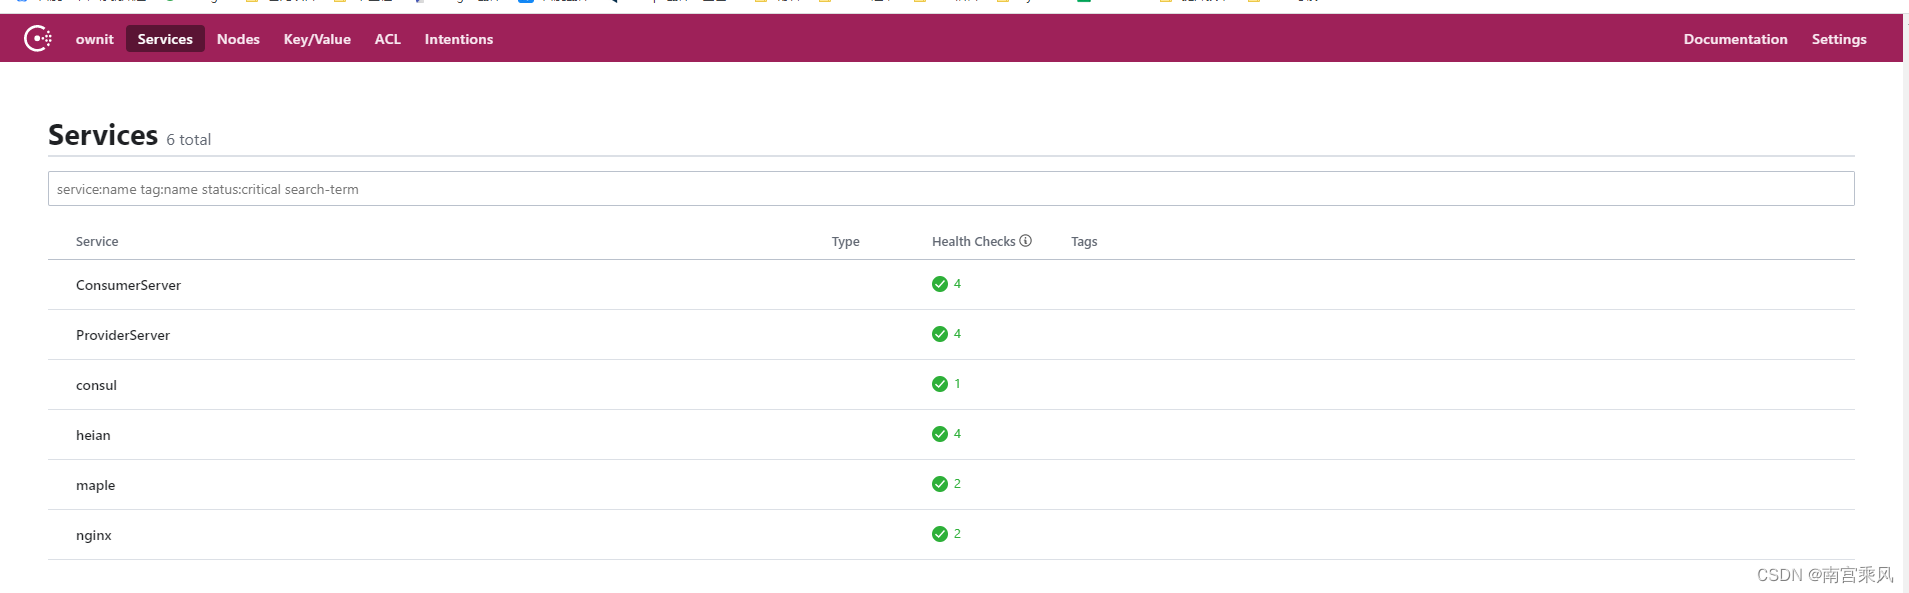 ownit Services Nodes Key/Value ACL Intentions Documentation Settings
Services 6 total
service:name tag:name status:critical search-term
Service Type Health Checks Tags
ConsumerServer 4
ProviderServer 4
consul 1
heian 4
maple 2
nginx 2
CSDN @南宫乘风